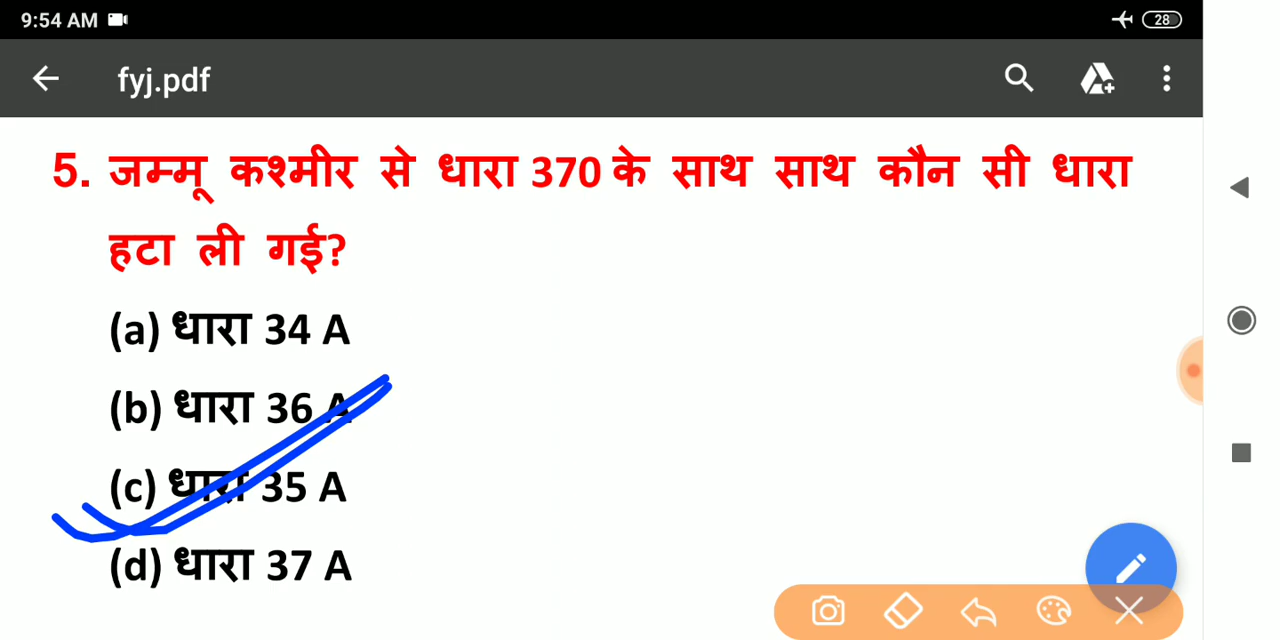 9:54 AM
28
fyj.pdf
5. जम्मू कश्मीर से धारा 370 के साथ साथ कौन सी धारा
हटा ली गई?
(a) धारा 34 A
(b) धारा 36 A
(c) धारा 35 A
(d) धारा 37 A